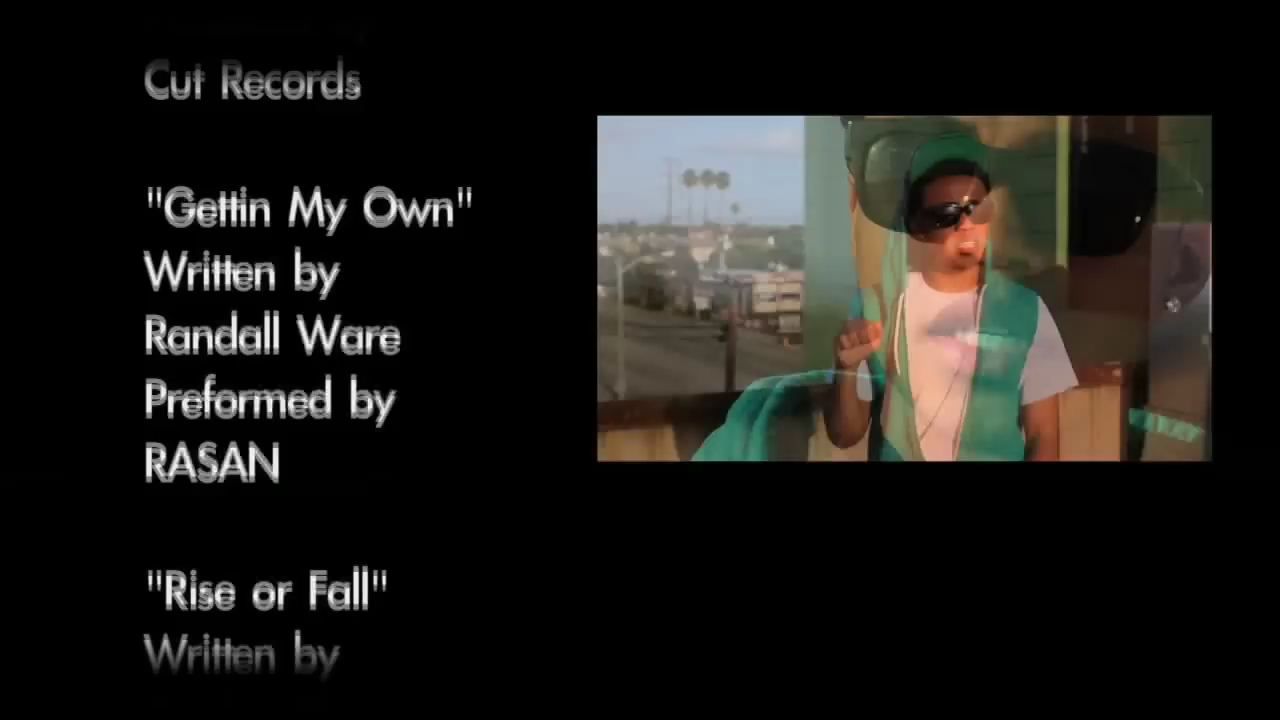 Cut Records
"Gettin My Own"
Written by
Randall Ware
Preformed by
RASAN
"Rise or Fall"
Written by